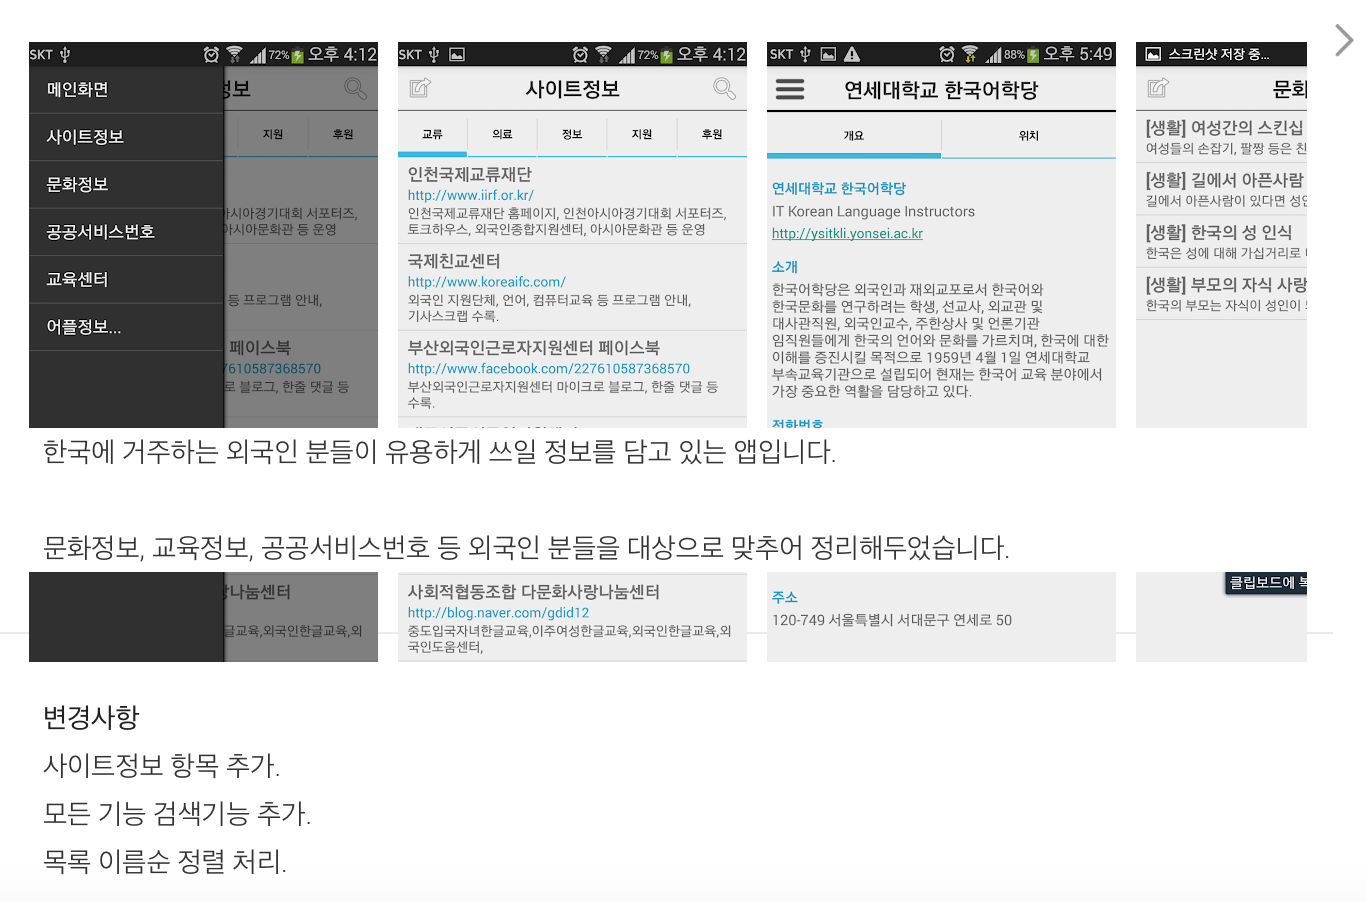 SKT 72% 오후 4:12
메인화면
사이트정보
문화정보
공공서비스번호
교육센터
어플정보...
정보
지원 후원
아시아경기대회 서포터즈,
아시아문화관 등 운영
등 프로그램 안내,
페이스북
7610587368570
로 블로그, 한줄 댓글 등
SKT 72% 오후 4:12
사이트정보
교류 의료 정보 지원 후원
인천국제교류재단
http://www.iirf.or.kr/
인천국제교류재단 홈페이지, 인천아시아경기대회 서포터즈,
토크하우스, 외국인종합지원센터, 아시아문화관 등 운영
국제친교센터
http://www.koreaifc.com/
외국인 지원단체, 언어, 컴퓨터교육 등 프로그램 안내,
기사스크랩 수록.
부산외국인근로자지원센터 페이스북
http://www.facebook.com/227610587368570
부산외국인근로자지원센터 마이크로 블로그, 한줄 댓글 등
수록.
SKT 88% 오후 5:49
연세대학교 한국어학당
개요 위치
연세대학교 한국어학당
IT Korean Language Instructors
http://ysitkli.yonsei.ac.kr
소개
한국어학당은 외국인과 재외교포로서 한국어와
한국문화를 연구하려는 학생, 선교사, 외교관 및
대사관직원, 외국인교수, 주한상사 및 언론기관
임직원들에게 한국의 언어와 문화를 가르치며, 한국에 대한
이해를 증진시킬 목적으로 1959년 4월 1일 연세대학교
부속교육기관으로 설립되어 현재는 한국어 교육 분야에서
가장 중요한 역활을 담당하고 있다.
전화번호
스크린샷 저장 중...
문화
[생활] 여성간의 스킨십
여성들의 손잡기, 팔짱 등은 친
[생활] 길에서 아픈사람
길에서 아픈사람이 있다면 성인
[생활] 한국의 성 인식
한국은 성에 대해 가십거리로
[생활] 부모의 자식 사랑
한국의 부모는 자식이 성인이
한국에 거주하는 외국인 분들이 유용하게 쓰일 정보를 담고 있는 앱입니다.
문화정보, 교육정보, 공공서비스번호 등 외국인 분들을 대상으로 맞추어 정리해두었습니다.
나눔센터
글교육,외국인한글교육,외
사회적협동조합 다문화사랑나눔센터
http://blog.naver.com/gdid12
중도입국자녀한글교육,이주여성한글교육,외국인한글교육,외
국인도움센터,
주소
120-749 서울특별시 서대문구 연세로 50
클립보드에 복
변경사항
사이트정보 항목 추가.
모든 기능 검색기능 추가.
목록 이름순 정렬 처리.